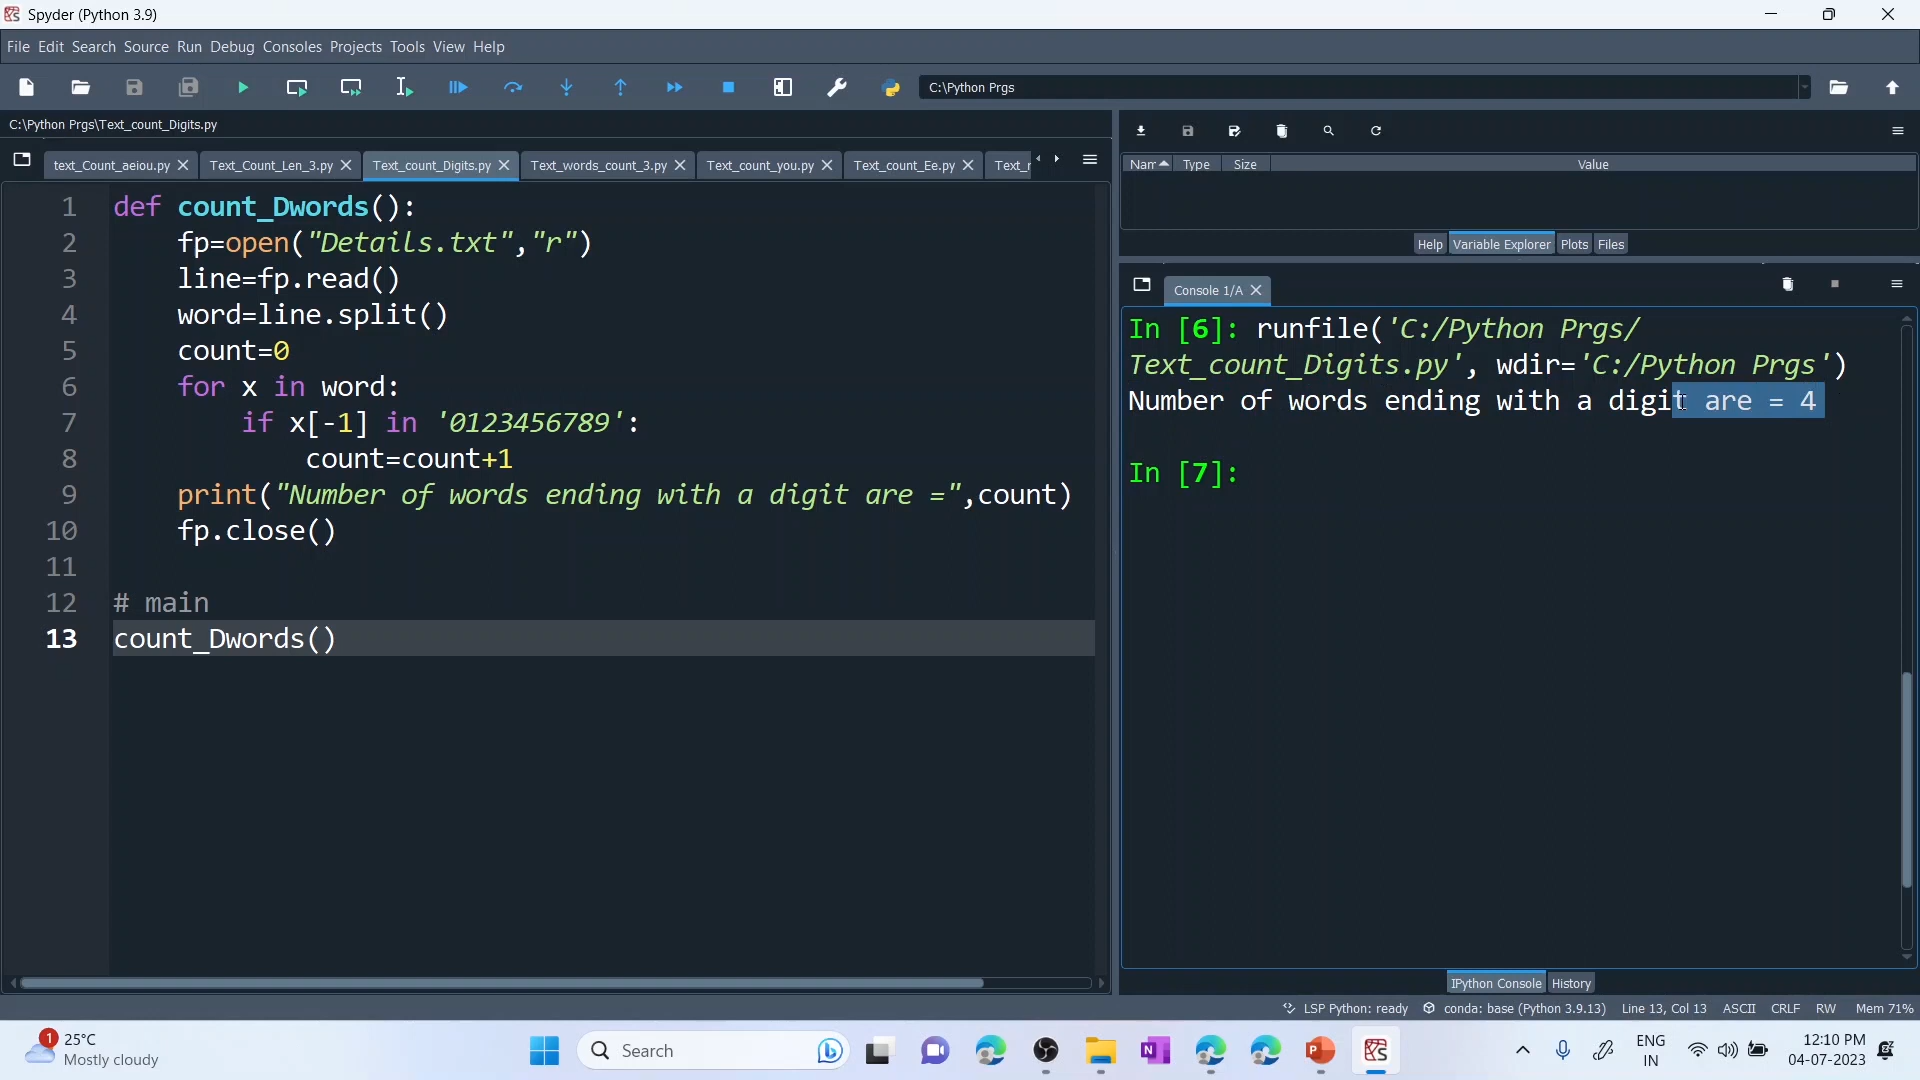 Spyder (Python 3.9)
File Edit Search Source Run Debug Consoles Projects Tools View Help
C:\Python Prgs
C:\Python Prgs\Text_count_Digits.py
text_Count_aeiou.py Text_Count_Len_3.py Text_count_Digits.py Text_words_count_3.py Text_count_you.py Text_count_Ee.py Text_r
1 def count_Dwords():
2 fp=open("Details.txt","r")
3 line=fp.read()
4 word=line.split()
5 count=0
6 for x in word:
7 if x[-1] in '0123456789':
8 count=count+1
9 print("Number of words ending with a digit are =",count)
10 fp.close()
11
12 # main
13 count_Dwords()
Nar Type Size Value
Help Variable Explorer Plots Files
Console 1/A
In [6]: runfile('C:/Python Prgs/
Text_count_Digits.py', wdir='C:/Python Prgs')
Number of words ending with a digit are = 4
In [7]:
IPython Console History
LSP Python: ready conda: base (Python 3.9.13) Line 13, Col 13 ASCII CRLF RW Mem 71%
1 25°C
Mostly cloudy
Search
N
P
ENG
IN
12:10 PM
04-07-2023